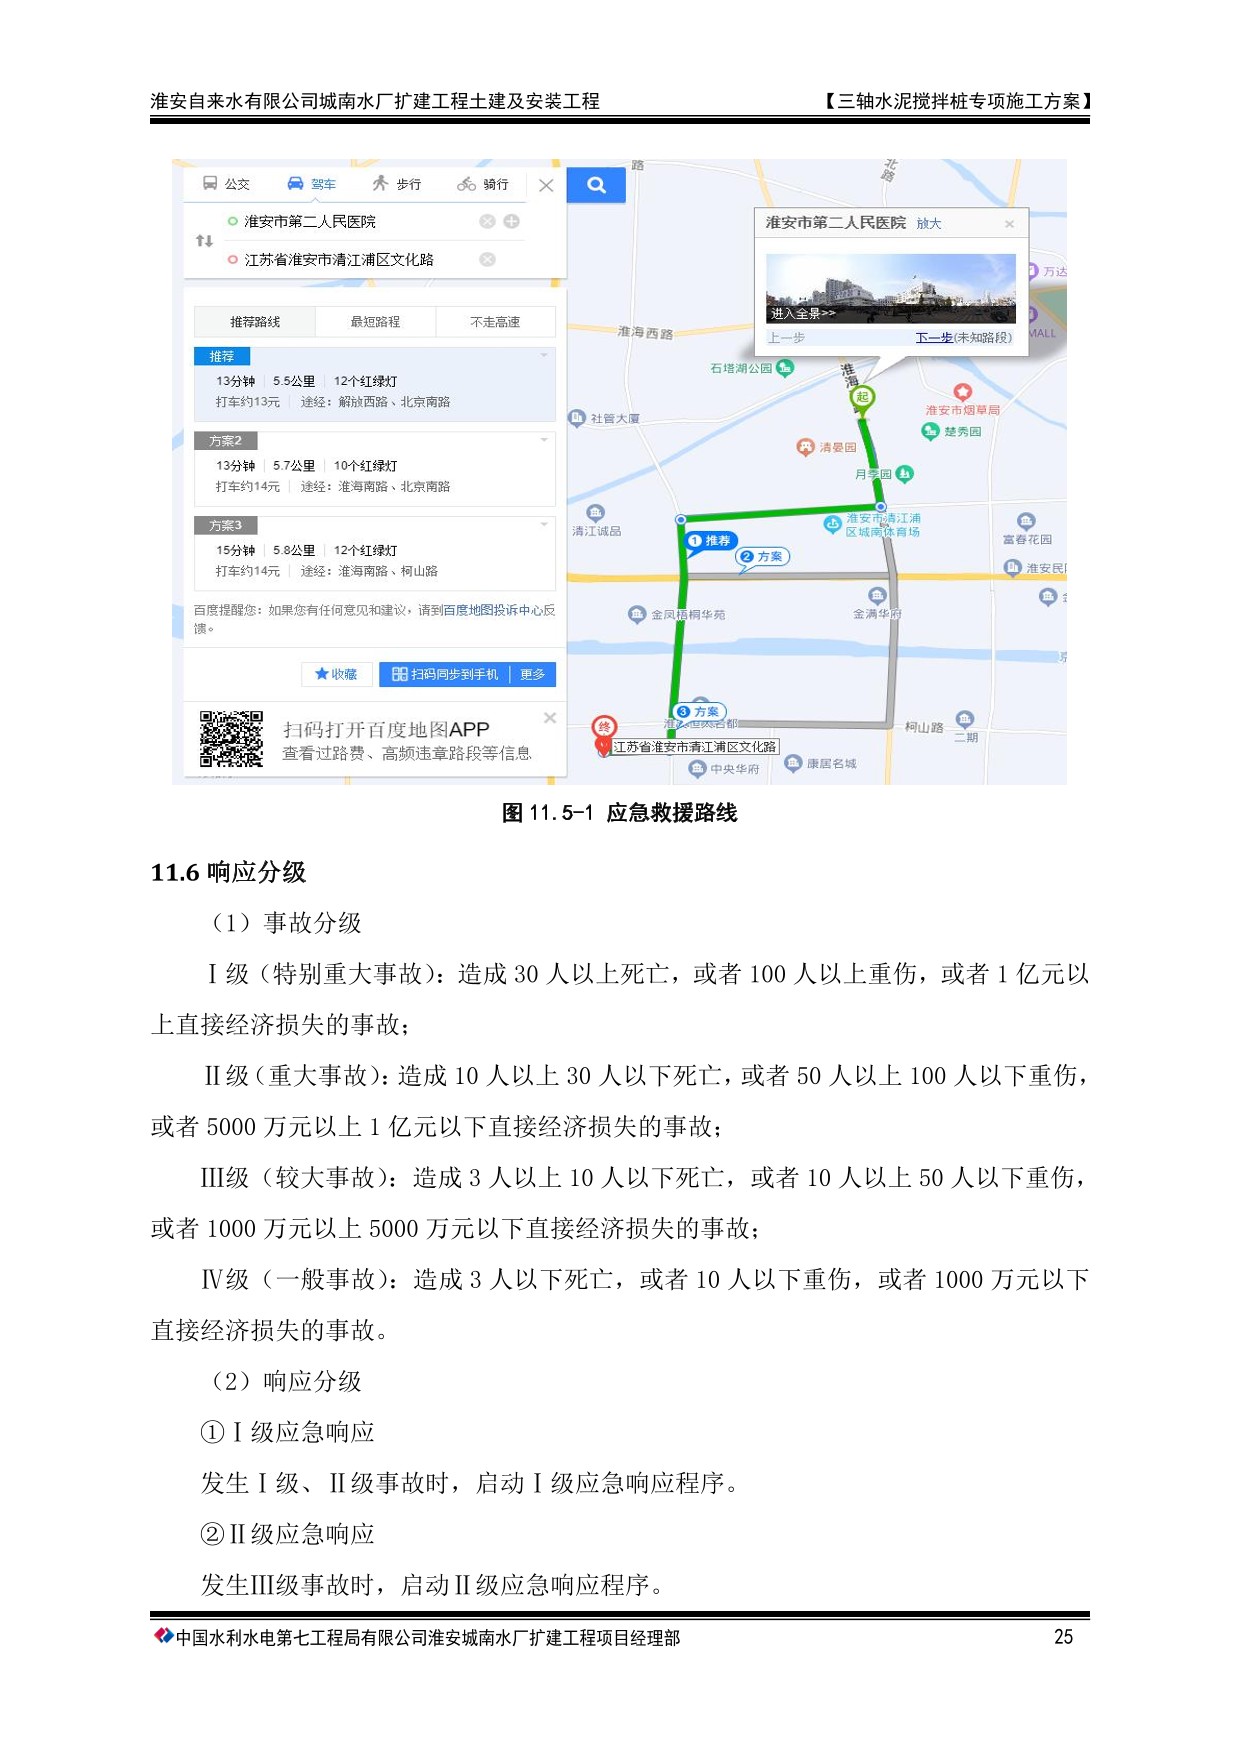 淮安自来水有限公司城南水厂扩建工程土建及安装工程 【三轴水泥搅拌桩专项施工方案】
公交 驾车 步行 骑行
淮安市第二人民医院
江苏省淮安市清江浦区文化路
推荐路线 最短路程 不走高速
推荐
13分钟 5.5公里 12个红绿灯
打车约13元 途经：解放西路、北京南路
方案2
13分钟 5.7公里 10个红绿灯
打车约14元 途经：淮海南路、北京南路
方案3
15分钟 5.8公里 12个红绿灯
打车约14元 途经：淮海南路、柯山路
百度提醒您：如果您有任何意见和建议，请到百度地图投诉中心反
馈。
收藏 扫码同步到手机 更多
扫码打开百度地图APP
查看过路费、高频违章路段等信息
路
北路
淮安市第二人民医院 放大
进入全景>>
上一步 下一步(未知路段)
万达
MALL
淮海西路
石塔湖公园
淮海
起
淮安市烟草局
社管大厦
楚秀园
清晏园
月季园
清江诚品
淮安市清江浦
区城南体育场
富春花园
1 推荐
2 方案
淮安民
金凤梧桐华苑
金满华府
3 方案
终
柯山路
二期
江苏省淮安市清江浦区文化路
中央华府
康居名城
图 11.5-1 应急救援路线
11.6 响应分级
（1）事故分级
Ⅰ级（特别重大事故）：造成 30 人以上死亡，或者 100 人以上重伤，或者 1 亿元以
上直接经济损失的事故；
Ⅱ级（重大事故）：造成 10 人以上 30 人以下死亡，或者 50 人以上 100 人以下重伤，
或者 5000 万元以上 1 亿元以下直接经济损失的事故；
Ⅲ级（较大事故）：造成 3 人以上 10 人以下死亡，或者 10 人以上 50 人以下重伤，
或者 1000 万元以上 5000 万元以下直接经济损失的事故；
Ⅳ级（一般事故）：造成 3 人以下死亡，或者 10 人以下重伤，或者 1000 万元以下
直接经济损失的事故。
（2）响应分级
①Ⅰ级应急响应
发生Ⅰ级、Ⅱ级事故时，启动Ⅰ级应急响应程序。
②Ⅱ级应急响应
发生Ⅲ级事故时，启动Ⅱ级应急响应程序。
中国水利水电第七工程局有限公司淮安城南水厂扩建工程项目经理部 25